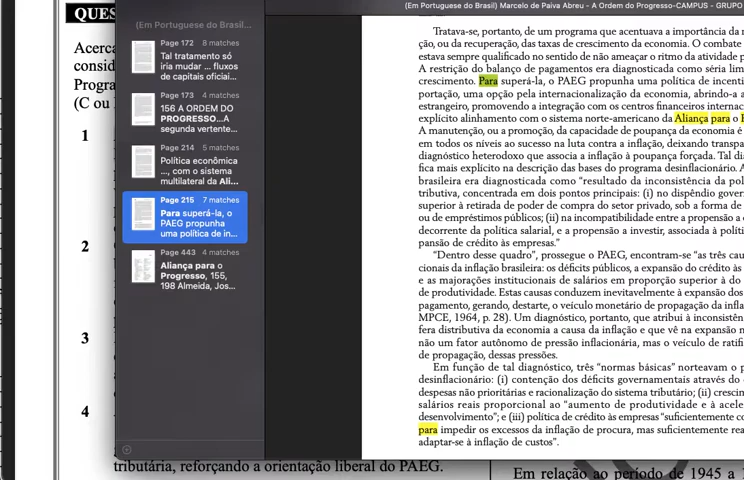 (Em Portuguese do Brasil) Marcelo de Paiva Abreu - A Ordem do Progresso-CAMPUS - GRUPO
QUES
Acerca
consid
Progra
(C ou
1
2
3
4
tributária, reforçando a orientação liberal do PAEG.
Em relação ao período de 1945 a
(Em Portuguese do Brasil...
Page 172 8 matches
Tal tratamento só
iria mudar ... fluxos
de capitais oficiai...
Page 173 4 matches
156 A ORDEM DO
PROGRESSO...A
segunda vertente...
Page 214 5 matches
Política econômica
..., com o sistema
multilateral da Ali...
Page 215 7 matches
Para superá-la, o
PAEG propunha
uma política de in...
Page 443 4 matches
Aliança para o
Progresso, 155,
198 Almeida, Jos...
Tratava-se, portanto, de um programa que acentuava a importância da
ção, ou da recuperação, das taxas de crescimento da economia. O combate
estava sempre qualificado no sentido de não ameaçar o ritmo da atividade
A restrição do balanço de pagamentos era diagnosticada como séria lim
crescimento. Para superá-la, o PAEG propunha uma política de incenti
portação, uma opção pela internacionalização da economia, abrindo-a
estrangeiro, promovendo a integração com os centros financeiros internac
explícito alinhamento com o sistema norte-americano da Aliança para o
A manutenção, ou a promoção, da capacidade de poupança da economia é
em todos os níveis ao sucesso na luta contra a inflação, deixando transpa
diagnóstico heterodoxo que associa a inflação à poupança forçada. Tal di
fica mais explícito na descrição das bases do programa desinflacionário. A
brasileira era diagnosticada como “resultado da inconsistência da pol
tributiva, concentrada em dois pontos principais: (i) no dispêndio gover
superior à retirada de poder de compra do setor privado, sob a forma de
ou de empréstimos públicos; (ii) na incompatibilidade entre a propensão a
decorrente da política salarial, e a propensão a investir, associada à polít
pansão de crédito às empresas.”
“Dentro desse quadro”, prossegue o PAEG, encontram-se “as três cau
cionais da inflação brasileira: os déficits públicos, a expansão do crédito às
e as majorações institucionais de salários em proporção superior à do
de produtividade. Estas causas conduzem inevitavelmente à expansão dos
pagamento, gerando, destarte, o veículo monetário de propagação da infla
MPCE, 1964, p. 28). Um diagnóstico, portanto, que atribui à inconsistên
fera distributiva da economia a causa da inflação e que vê na expansão
não um fator autônomo de pressão inflacionária, mas o veículo de ratifi
de propagação, dessas pressões.
Em função de tal diagnóstico, três “normas básicas” norteavam o p
desinflacionário: (i) contenção dos déficits governamentais através do
despesas não prioritárias e racionalização do sistema tributário; (ii) crescim
salários reais proporcional ao “aumento de produtividade e à acele
desenvolvimento”; e (iii) política de crédito às empresas “suficientemente co
para impedir os excessos da inflação de procura, mas suficientemente rea
adaptar-se à inflação de custos”.